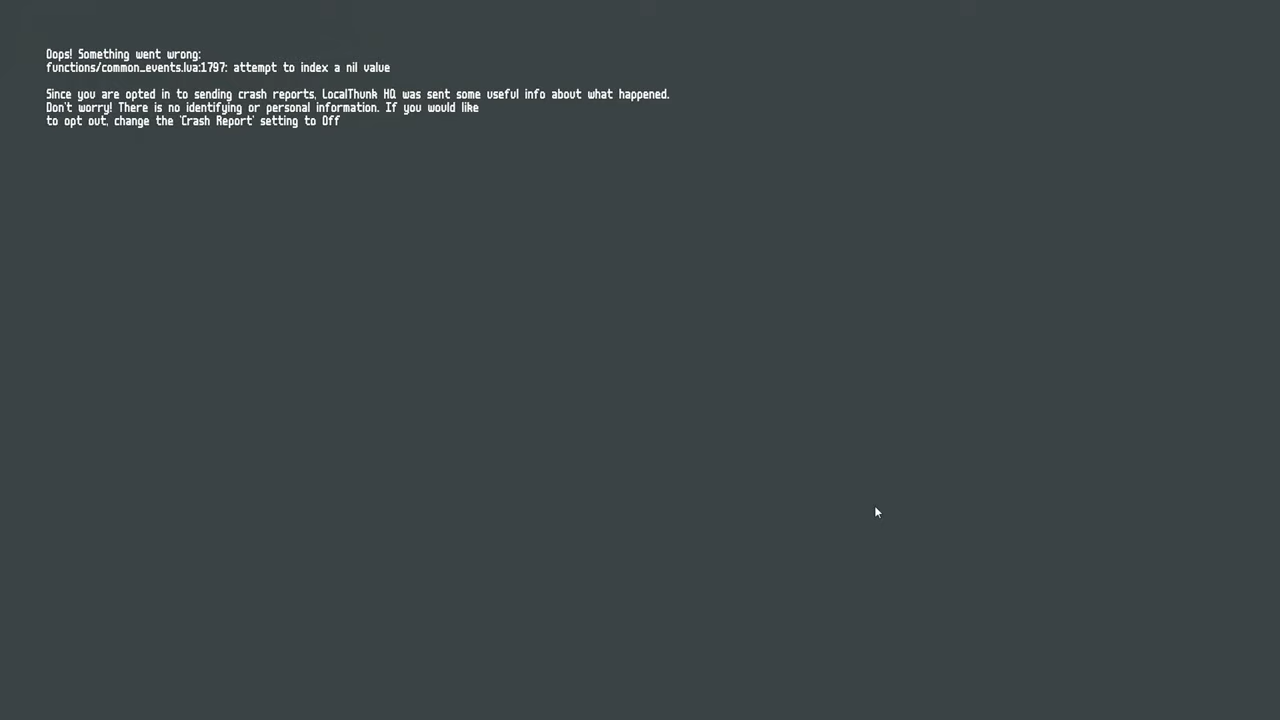 Oops! Something went wrong:
functions/common_events.lua:1797: attempt to index a nil value
Since you are opted in to sending crash reports, LocalThunk HQ was sent some useful info about what happened.
Don't worry! There is no identifying or personal information. If you would like
to opt out, change the 'Crash Report' setting to Off